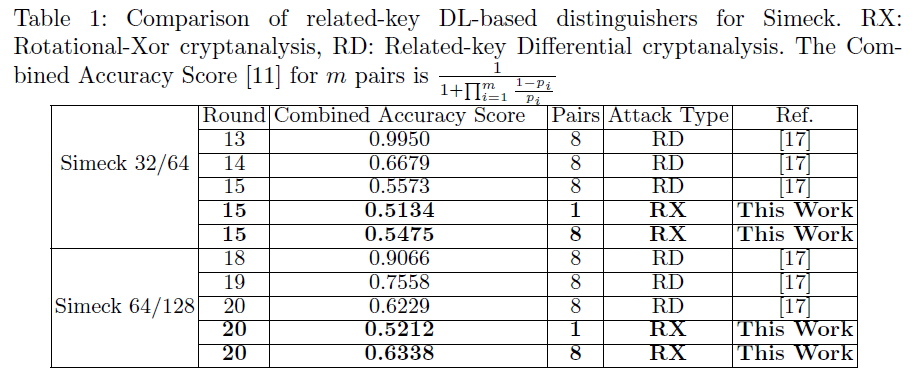 Table 1: Comparison of related-key DL-based distinguishers for Simeck. RX:
Rotational-Xor cryptanalysis, RD: Related-key Differential cryptanalysis. The Com-
bined Accuracy Score [11] for m pairs is 1/(1+∏_{i=1}^{m} (1−p_i)/p_i)
Round Combined Accuracy Score Pairs Attack Type Ref.
Simeck 32/64
13 0.9950 8 RD [17]
14 0.6679 8 RD [17]
15 0.5573 8 RD [17]
15 0.5134 1 RX This Work
15 0.5475 8 RX This Work
Simeck 64/128
18 0.9066 8 RD [17]
19 0.7558 8 RD [17]
20 0.6229 8 RD [17]
20 0.5212 1 RX This Work
20 0.6338 8 RX This Work